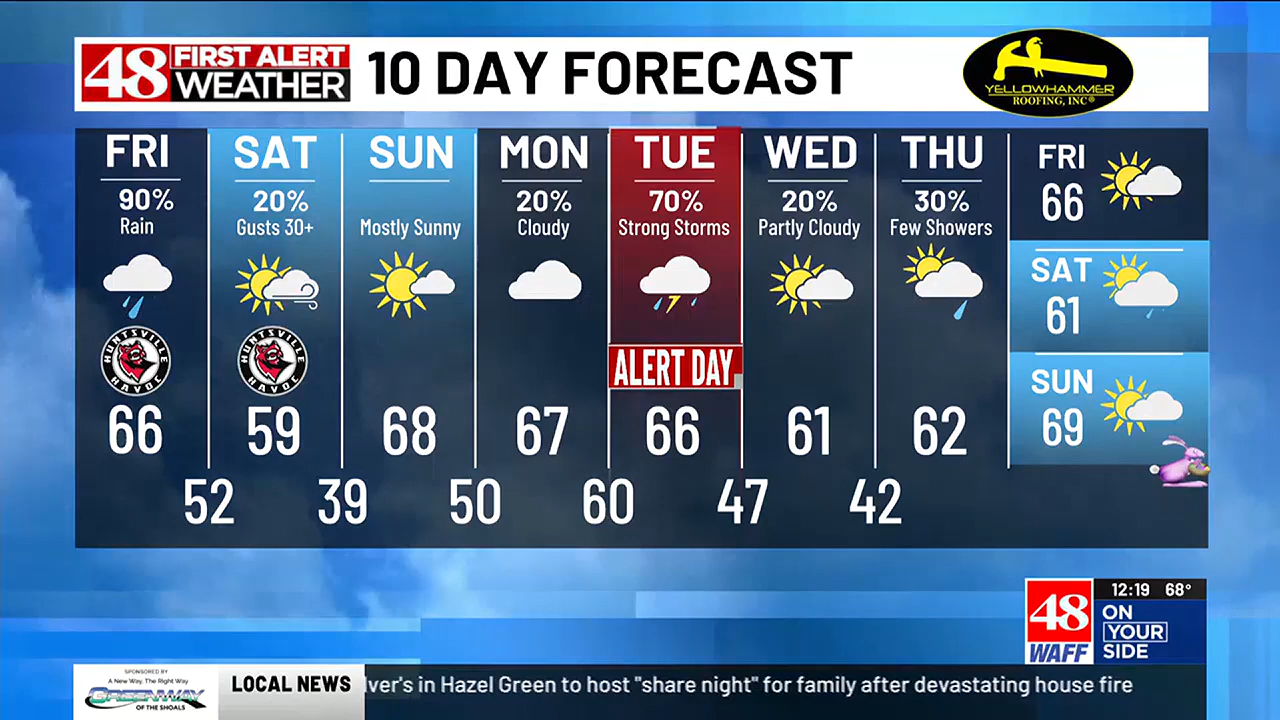 48 FIRST ALERT WEATHER
10 DAY FORECAST
YELLOWHAMMER
ROOFING, INC®
FRI
90%
Rain
HUNTSVILLE HAVOC
66
SAT
20%
Gusts 30+
HUNTSVILLE HAVOC
59
SUN
Mostly Sunny
68
MON
20%
Cloudy
67
TUE
70%
Strong Storms
ALERT DAY
66
WED
20%
Partly Cloudy
61
THU
30%
Few Showers
62
FRI
66
SAT
61
SUN
69
52 39 50 60 47 42
48
WAFF
12:19 68°
ON
YOUR
SIDE
SPONSORED BY
A New Way. The Right Way
GREENWAY
OF THE SHOALS
LOCAL NEWS
lver's in Hazel Green to host "share night" for family after devastating house fire